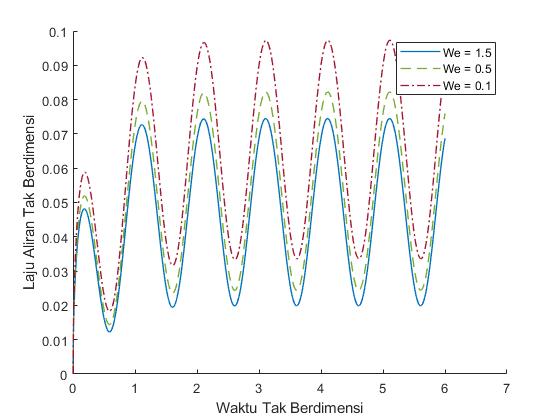 0.1
0.09
0.08
0.07
0.06
0.05
0.04
0.03
0.02
0.01
0
Laju Aliran Tak Berdimensi
We = 1.5
We = 0.5
We = 0.1
0 1 2 3 4 5 6 7
Waktu Tak Berdimensi